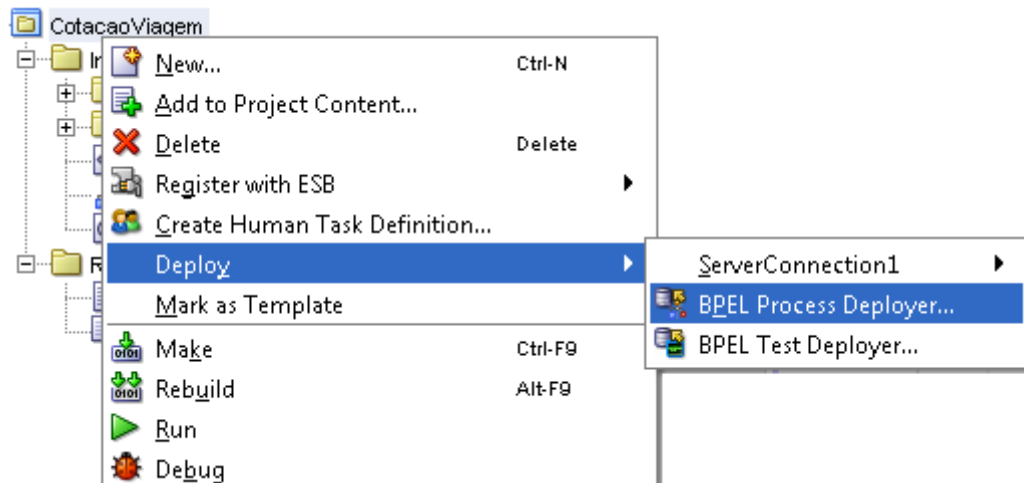 CotacaoViagem
In
New... Ctrl-N
Add to Project Content...
Delete Delete
Register with ESB
Create Human Task Definition...
R
Deploy
ServerConnection1
Mark as Template
BPEL Process Deployer...
Make Ctrl-F9
BPEL Test Deployer...
Rebuild Alt-F9
Run
Debug